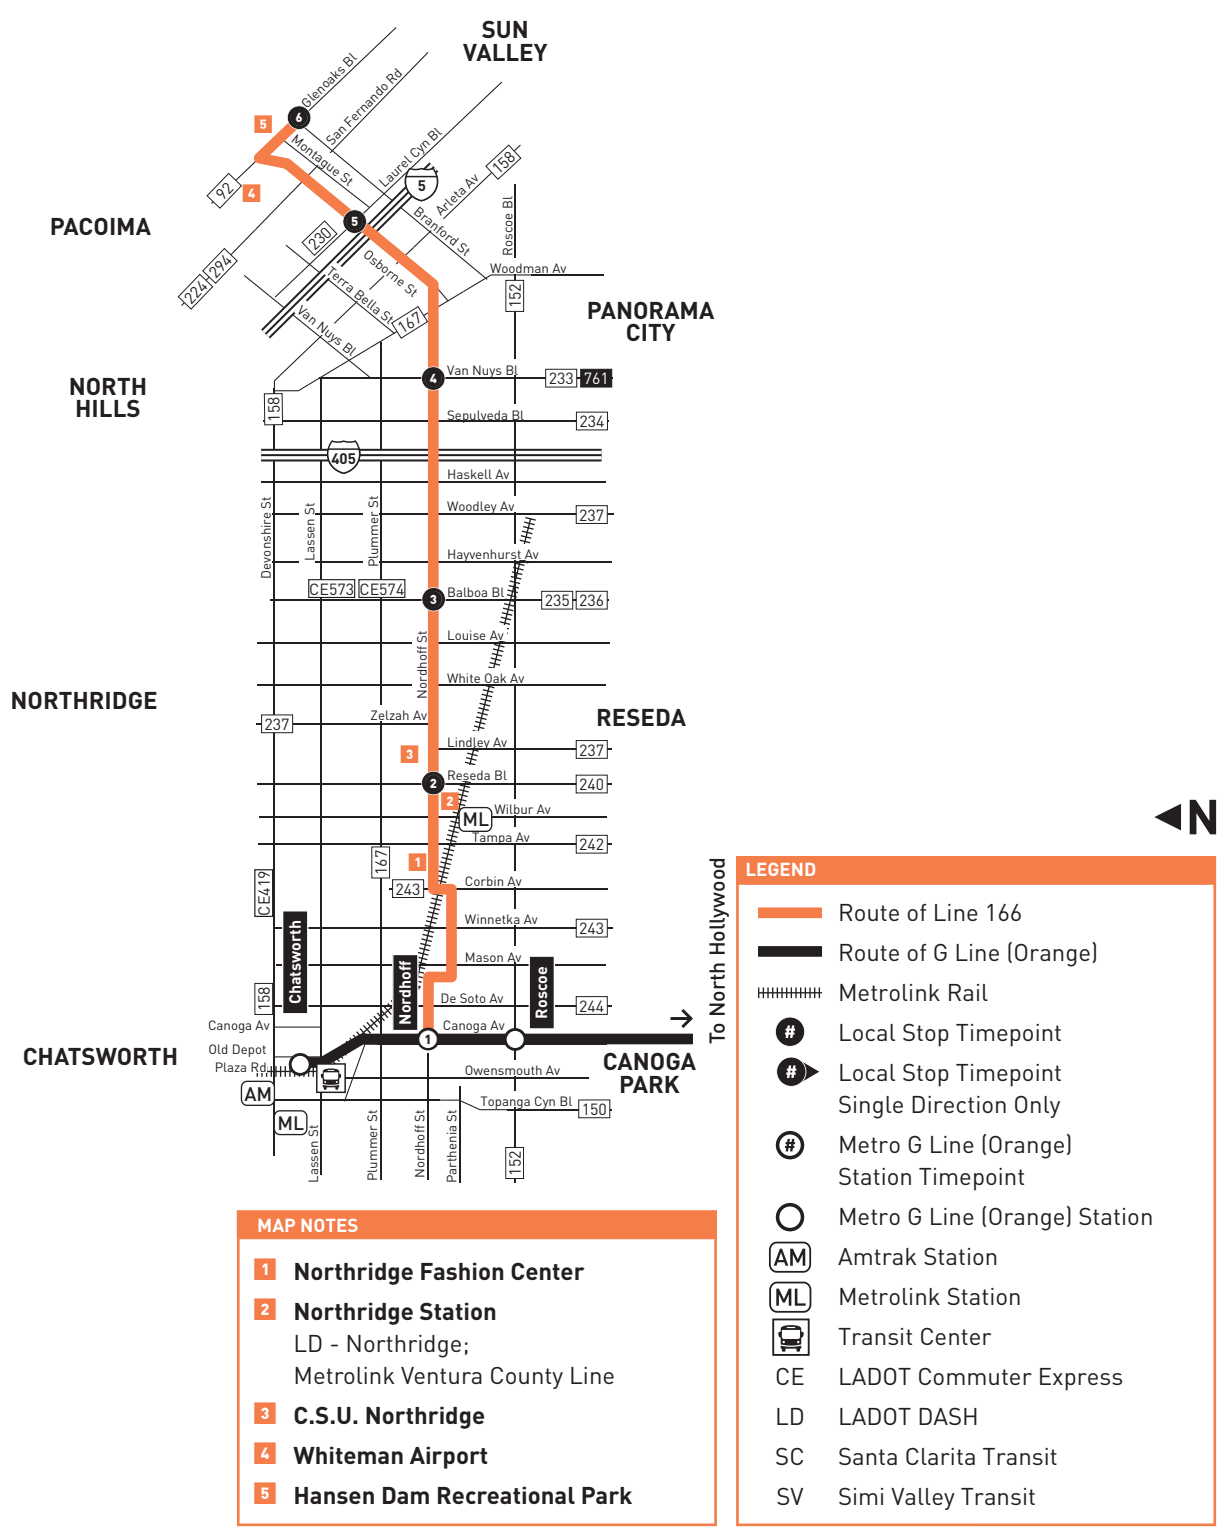 SUN
VALLEY
Glenoaks Bl
San Fernando Rd
6
5
Montague St
Laurel Cyn Bl
158
Arleta Av
5
92
4
Roscoe Bl
PACOIMA
5
Branford St
230
Osborne St
Woodman Av
224
294
Terra Bella St
152
PANORAMA
CITY
Van Nuys Bl
167
NORTH
HILLS
4
Van Nuys Bl
233
761
158
Sepulveda Bl
234
405
Haskell Av
Devonshire St
Lassen St
Plummer St
Woodley Av
237
Hayvenhurst Av
CE573
CE574
3
Balboa Bl
235
236
Nordhoff St
Louise Av
White Oak Av
NORTHRIDGE
237
Zelzah Av
RESEDA
3
Lindley Av
237
2
Reseda Bl
240
2
ML
Wilbur Av
Tampa Av
242
N
167
1
CE419
243
Corbin Av
Chatsworth
Winnetka Av
243
Nordhoff
Mason Av
Roscoe
158
De Soto Av
244
Canoga Av
1
Canoga Av
To North Hollywood
CHATSWORTH
Old Depot
Plaza Rd
CANOGA
PARK
Owensmouth Av
AM
ML
Topanga Cyn Bl
150
Lassen St
Plummer St
Nordhoff St
Parthenia St
152
MAP NOTES
1 Northridge Fashion Center
2 Northridge Station
LD - Northridge;
Metrolink Ventura County Line
3 C.S.U. Northridge
4 Whiteman Airport
5 Hansen Dam Recreational Park
LEGEND
Route of Line 166
Route of G Line (Orange)
Metrolink Rail
# Local Stop Timepoint
# Local Stop Timepoint
Single Direction Only
# Metro G Line (Orange)
Station Timepoint
Metro G Line (Orange) Station
AM Amtrak Station
ML Metrolink Station
Transit Center
CE LADOT Commuter Express
LD LADOT DASH
SC Santa Clarita Transit
SV Simi Valley Transit